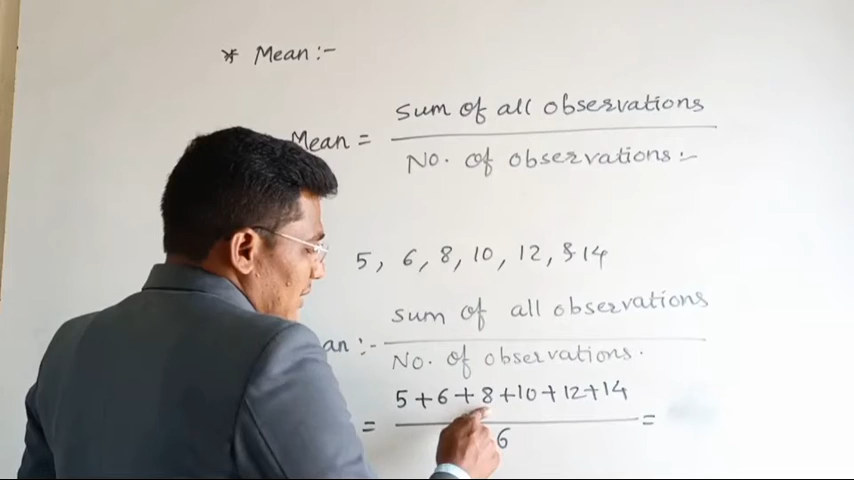 * Mean :-
Mean = Sum of all observations
No. of observations :-
5, 6, 8, 10, 12, & 14
an :- Sum of all observations
No. of observations.
= 5+6+8+10+12+14 =
6